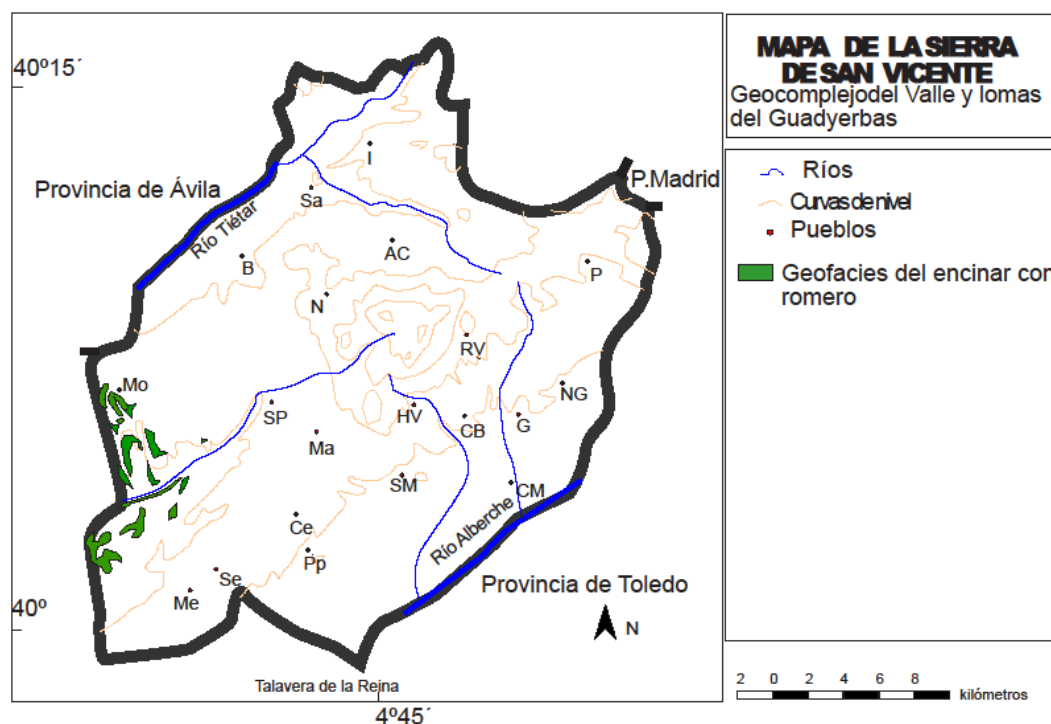 MAPA DE LA SIERRA
DE SAN VICENTE
Geocomplejodel Valle y lomas
del Guadyerbas
Ríos
Curvas de nivel
Pueblos
Geofacies del encinar con
romero
40º15´
Provincia de Ávila
Río Tiétar
P.Madrid
I
Sa
AC
B
P
N
RV
Mo
NG
SP
HV
CB
G
Ma
SM
CM
Ce
Río Alberche
Pp
Se
Me
Provincia de Toledo
40º
N
Talavera de la Reina
4º45´
2 0 2 4 6 8
kilómetros